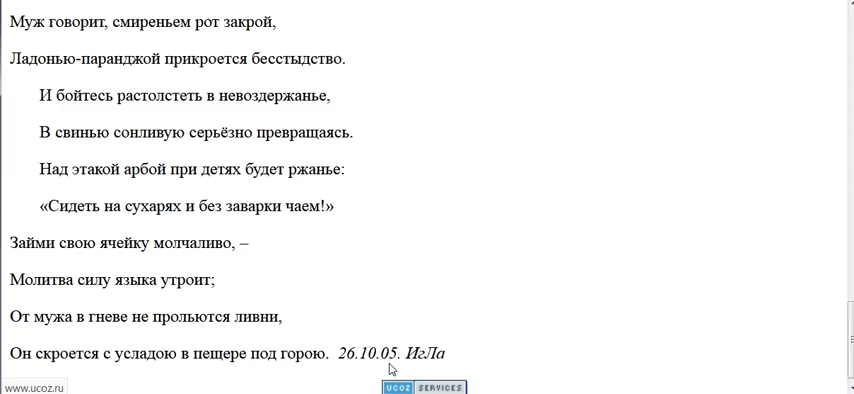 Муж говорит, смиреньем рот закрой,
Ладонью-паранджой прикроется бесстыдство.
И бойтесь растолстеть в невоздержанье,
В свинью сонливую серьёзно превращаясь.
Над этакой арбой при детях будет ржанье:
«Сидеть на сухарях и без заварки чаем!»
Займи свою ячейку молчаливо, –
Молитва силу языка утроит;
От мужа в гневе не прольются ливни,
Он скроется с усладою в пещере под горою. 26.10.05. ИгЛа
www.ucoz.ru
UCOZ SERVICES